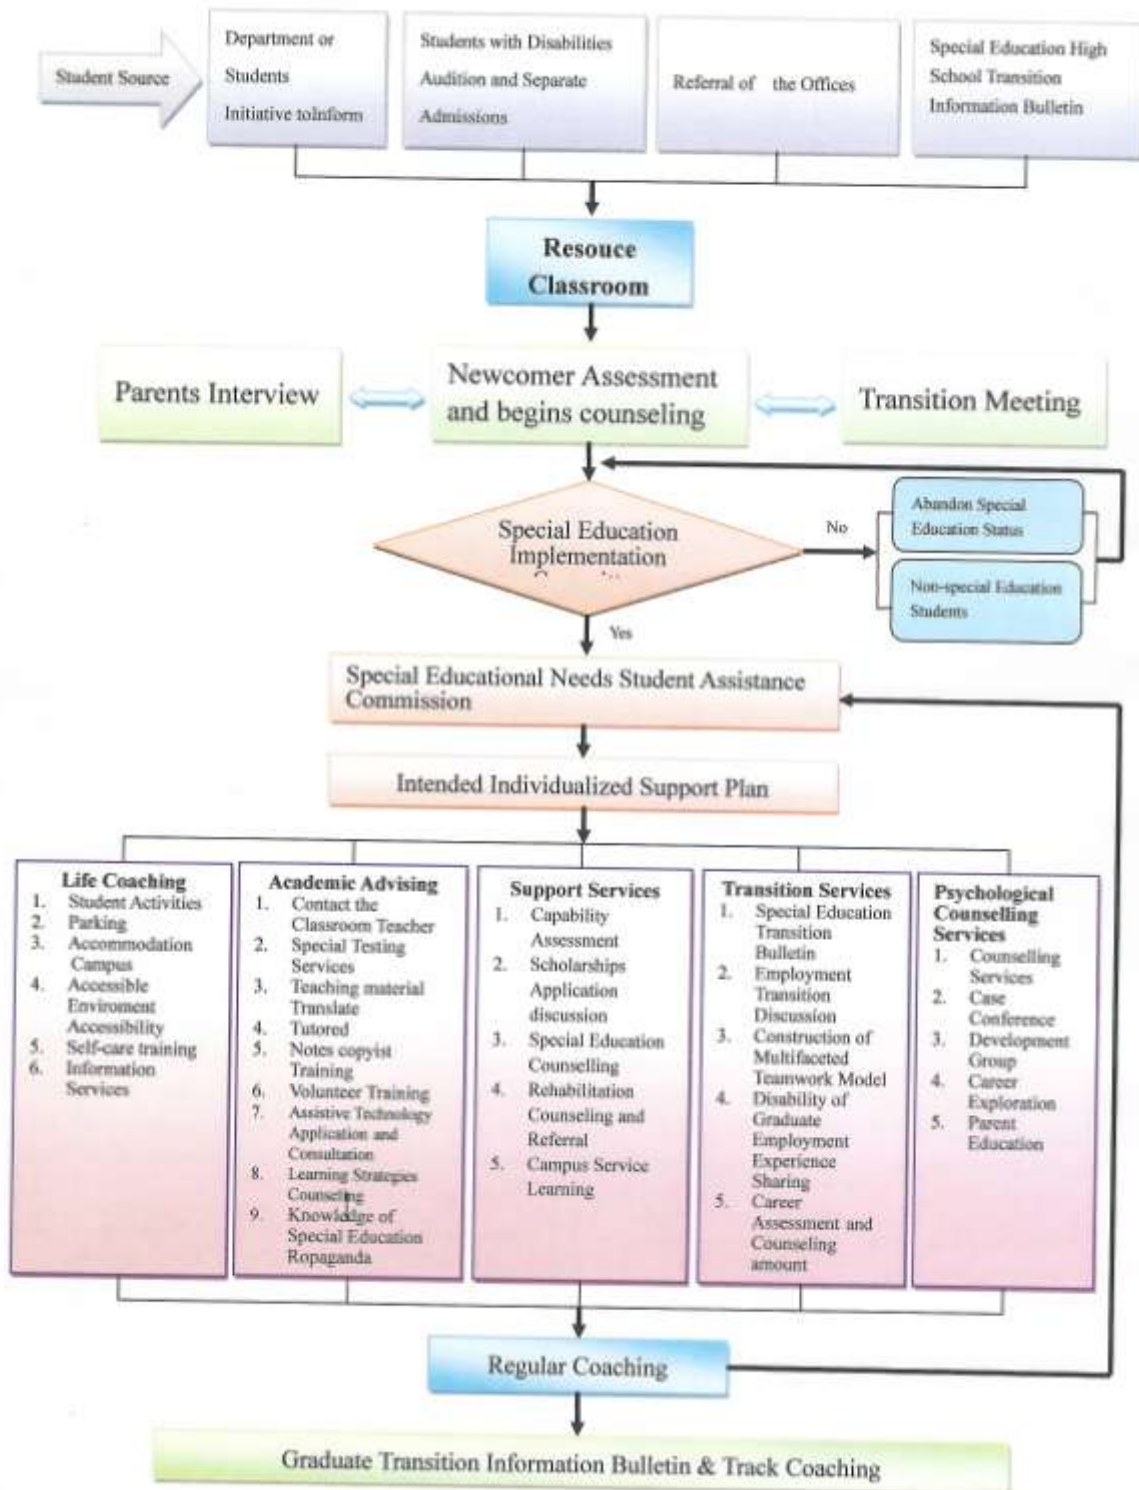 Student Source
Department or
Students
Initiative toInform
Students with Disabilities
Audition and Separate
Admissions
Referral of the Offices
Special Education High
School Transition
Information Bulletin
Resouce
Classroom
Parents Interview
Newcomer Assessment
and begins counseling
Transition Meeting
Special Education
Implementation
No
Abandon Special
Education Status
Non-special Education
Students
Yes
Special Educational Needs Student Assistance
Commission
Intended Individualized Support Plan
Life Coaching
1. Student Activities
2. Parking
3. Accommodation
Campus
4. Accessible
Enviroment
Accessibility
5. Self-care training
6. Information
Services
Academic Advising
1. Contact the
Classroom Teacher
2. Special Testing
Services
3. Teaching material
Translate
4. Tutored
5. Notes copyist
Training
6. Volunteer Training
7. Assistive Technology
Application and
Consultation
8. Learning Strategies
Counseling
9. Knowledge of
Special Education
Ropaganda
Support Services
1. Capability
Assessment
2. Scholarships
Application
discussion
3. Special Education
Counselling
4. Rehabilitation
Counseling and
Referral
5. Campus Service
Learning
Transition Services
1. Special Education
Transition
Bulletin
2. Employment
Transition
Discussion
3. Construction of
Multifaceted
Teamwork Model
4. Disability of
Graduate
Employment
Experience
Sharing
5. Career
Assessment and
Counseling
amount
Psychological
Counselling
Services
1. Counselling
Services
2. Case
Conference
3. Development
Group
4. Career
Exploration
5. Parent
Education
Regular Coaching
Graduate Transition Information Bulletin & Track Coaching